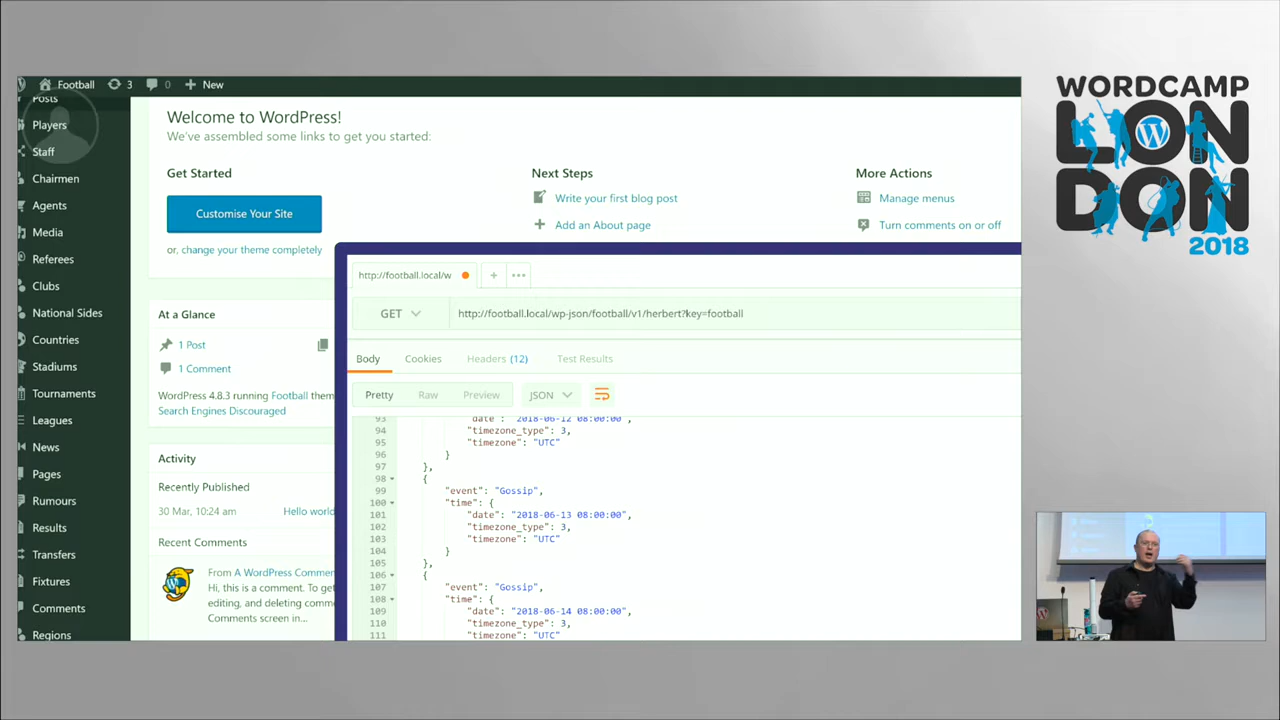 Football 3 0 New
Posts
Players
Staff
Chairmen
Agents
Media
Referees
Clubs
National Sides
Countries
Stadiums
Tournaments
Leagues
News
Pages
Rumours
Results
Transfers
Fixtures
Comments
Regions
Welcome to WordPress!
We've assembled some links to get you started:
Get Started
Customise Your Site
or, change your theme completely
Next Steps
Write your first blog post
Add an About page
More Actions
Manage menus
Turn comments on or off
At a Glance
1 Post
1 Comment
WordPress 4.8.3 running Football them
Search Engines Discouraged
Activity
Recently Published
30 Mar, 10:24 am Hello world
Recent Comments
From A WordPress Commen
Hi, this is a comment. To get
editing, and deleting comme
Comments screen in...
http://football.local/w + •••
GET http://football.local/wp-json/football/v1/herbert?key=football
Body Cookies Headers (12) Test Results
Pretty Raw Preview JSON
93 "date": "2018-06-12 08:00:00",
94 "timezone_type": 3,
95 "timezone": "UTC"
96 }
97 },
98 {
99 "event": "Gossip",
100 "time": {
101 "date": "2018-06-13 08:00:00",
102 "timezone_type": 3,
103 "timezone": "UTC"
104 }
105 },
106 {
107 "event": "Gossip",
108 "time": {
109 "date": "2018-06-14 08:00:00",
110 "timezone_type": 3,
111 "timezone": "UTC"
WORDCAMP
LONDON
2018